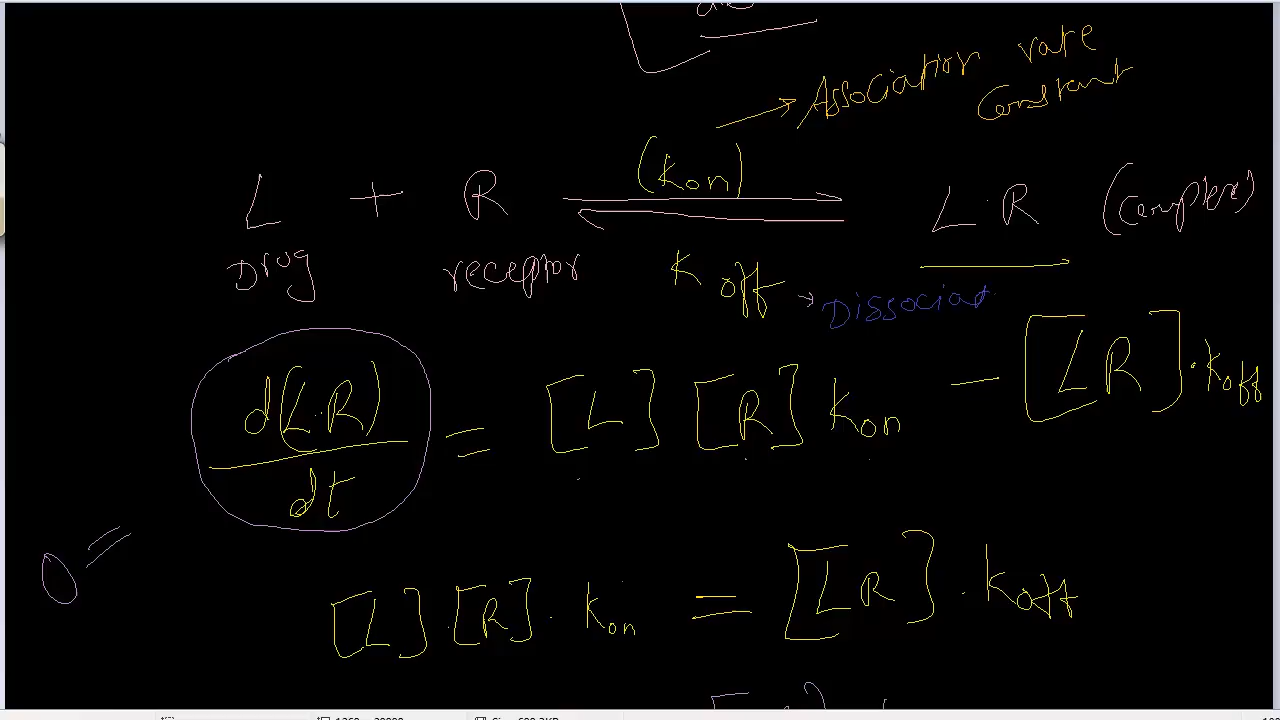 Association rate
constant
(kon)
L + R ⇌ L·R (Complex)
Drug receptor Koff → Dissociat
d(L·R)/dt = [L] [R] kon - [LR]·koff
0 =
[L] [R]·kon = [LR]·koff